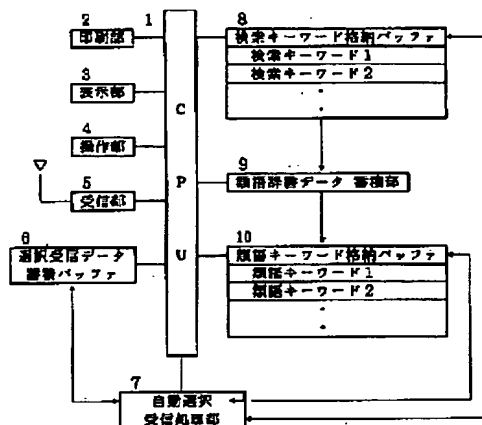 1
2
印刷部
3
表示部
4
操作部
5
受信部
6
選択受信データ
蓄積バッファ
C
P
U
7
自動選択
受信処理部
8
検索キーワード格納バッファ
検索キーワード1
検索キーワード2
9
類語辞書データ 蓄積部
10
類語キーワード格納バッファ
類語キーワード1
類語キーワード2